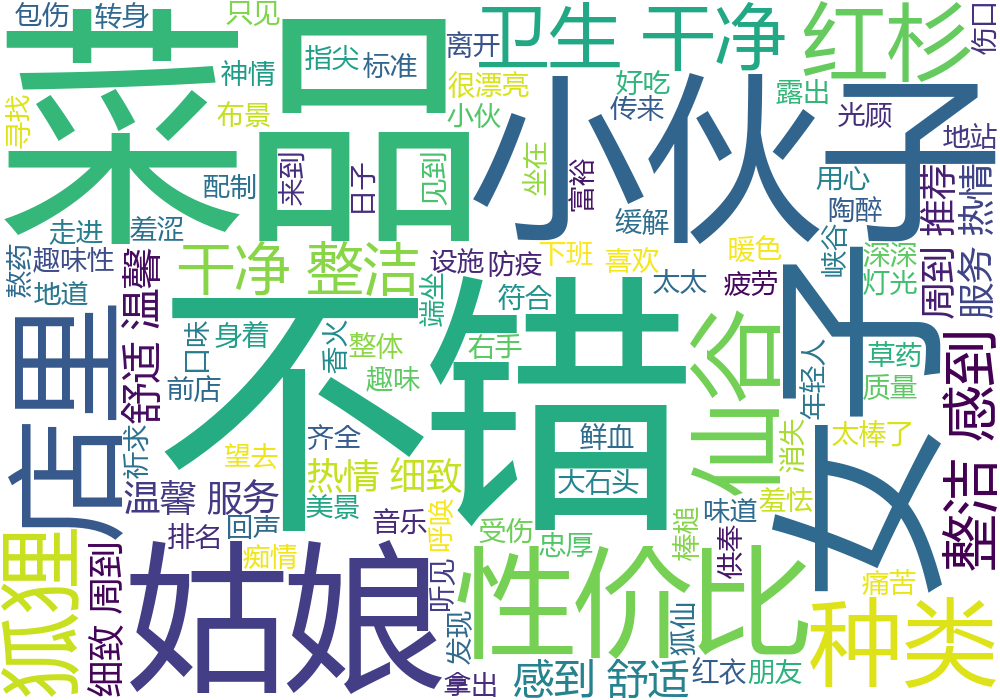 包伤 转身
只见
菜品
卫生 干净
红杉
伤口
指尖
标准
离开
神情
很漂亮
好吃
露出
寻找
布景
小伙
传来
光顾
小伙子
地站
配制
来到
日子
见到
坐在
富裕
用心
推荐
热情
走进
羞涩
缓解
陶醉
熬药
趣味性
温馨
干净 整洁
设施
防疫
下班
喜欢
暖色
峡谷
深深
周到
服务
地道
舒适
端坐
符合
太太
疲劳
灯光
店里
口味
身着
香火
整体
右手
仙谷
女子
年轻人
草药
感到
前店
不错
趣味
质量
祈求
齐全
鲜血
消失
太棒了
望去
热情 细致
大石头
整洁
温馨 服务
美景
羞怯
回声
音乐
呼唤
受伤
棒槌
味道
排名
痴情
忠厚
供奉
狐狸
细致 周到
姑娘
听见
性价比
痛苦
种类
发现
狐仙
拿出
感到 舒适
红衣
朋友